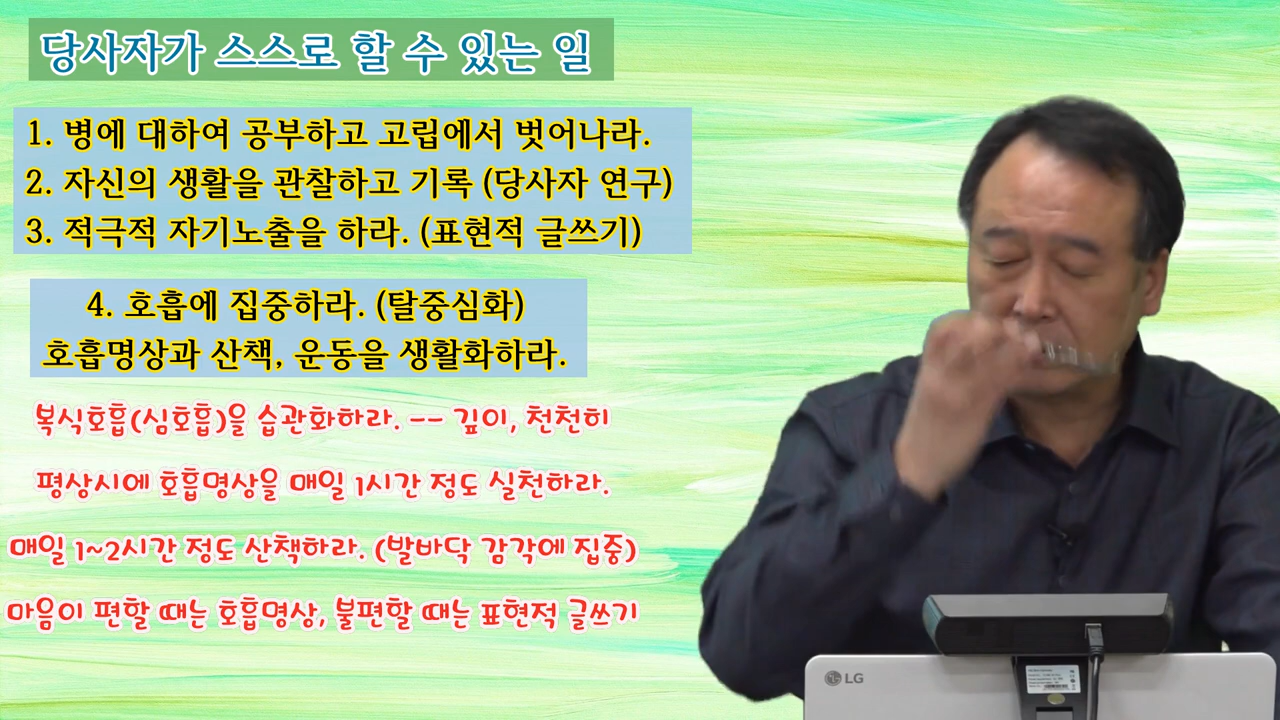 당사자가 스스로 할 수 있는 일
1. 병에 대하여 공부하고 고립에서 벗어나라.
2. 자신의 생활을 관찰하고 기록 (당사자 연구)
3. 적극적 자기노출을 하라. (표현적 글쓰기)
4. 호흡에 집중하라. (탈중심화)
호흡명상과 산책, 운동을 생활화하라.
복식호흡(심호흡)을 습관화하라. -- 깊이, 천천히
평상시에 호흡명상을 매일 1시간 정도 실천하라.
매일 1~2시간 정도 산책하라. (발바닥 감각에 집중)
마음이 편할 때는 호흡명상, 불편할 때는 표현적 글쓰기
LG